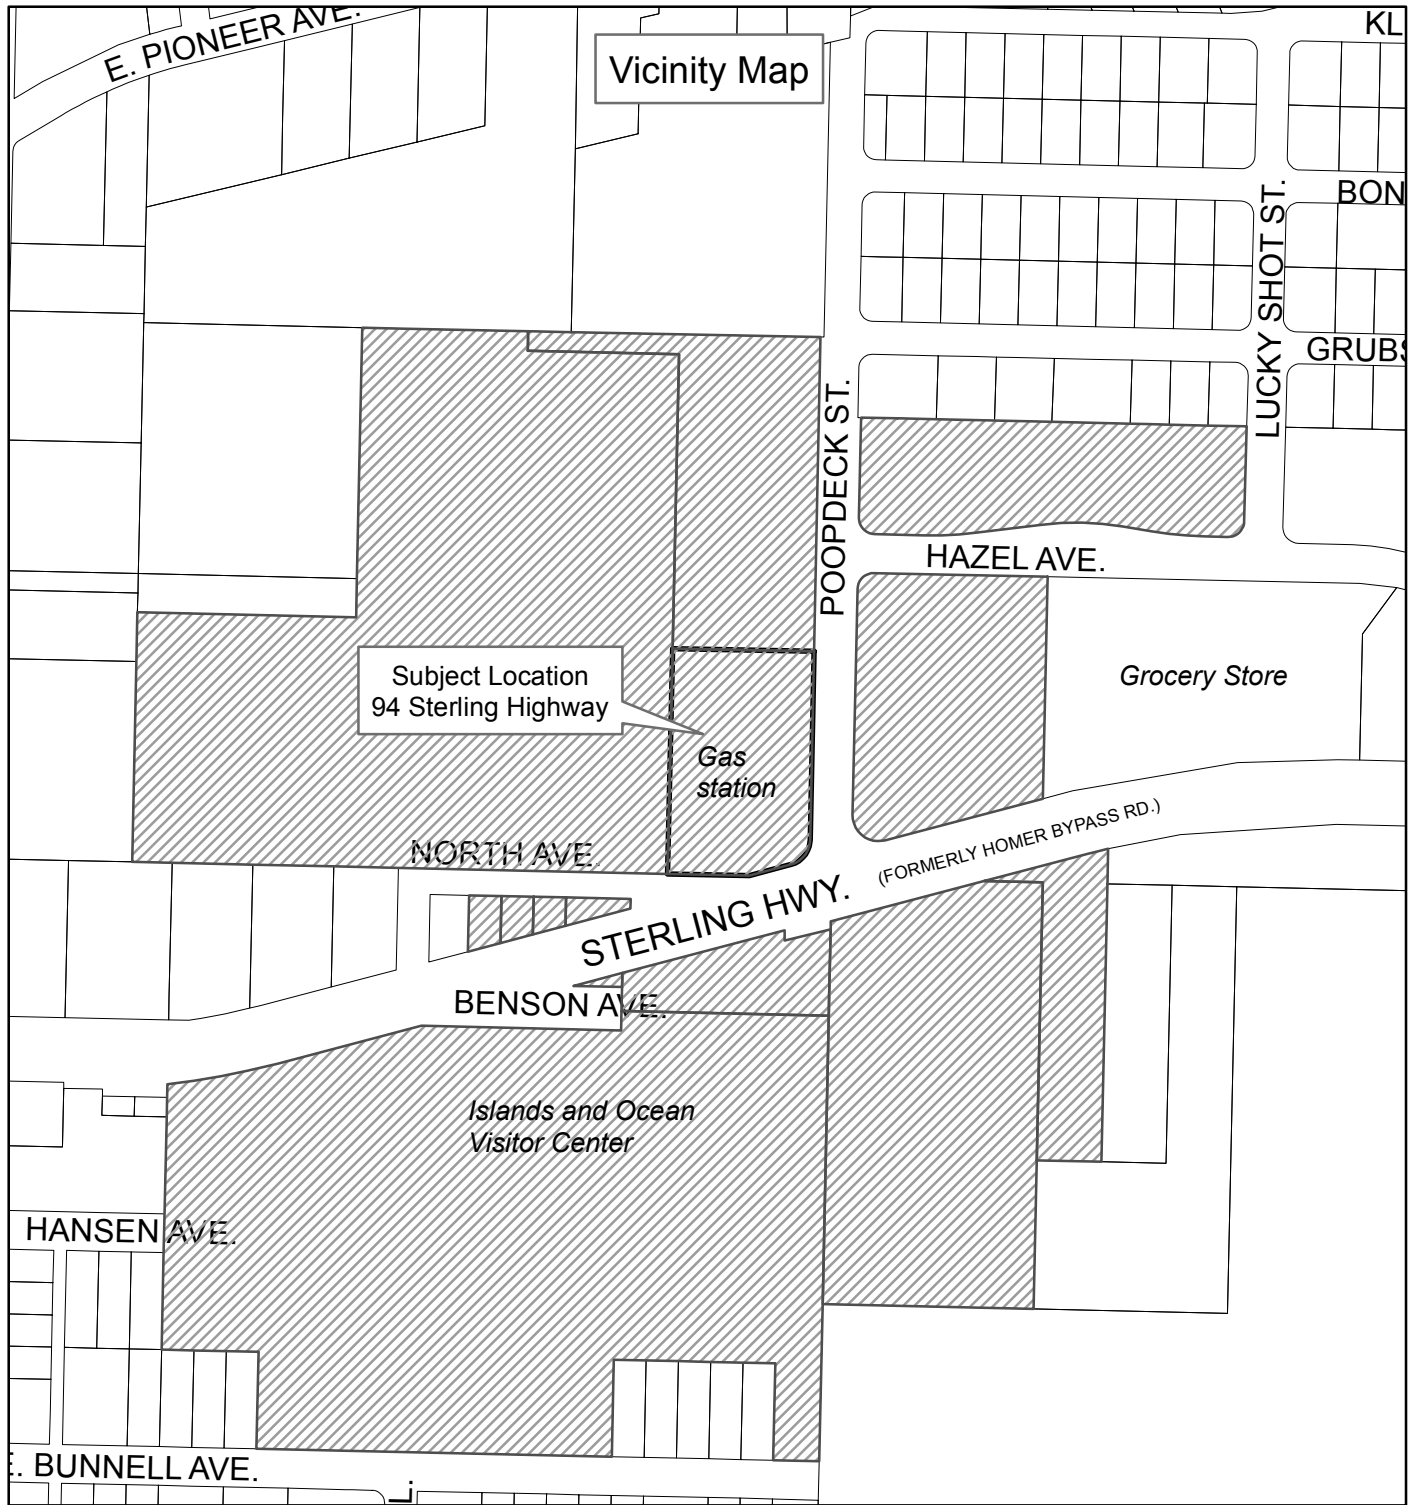 E. PIONEER AVE.
Vicinity Map
KL
BON
LUCKY SHOT ST.
GRUBS
POOPDECK ST.
HAZEL AVE.
Subject Location
94 Sterling Highway
Grocery Store
Gas
station
NORTH AVE.
(FORMERLY HOMER BYPASS RD.)
STERLING HWY.
BENSON AVE.
Islands and Ocean
Visitor Center
HANSEN AVE.
E. BUNNELL AVE.
L.